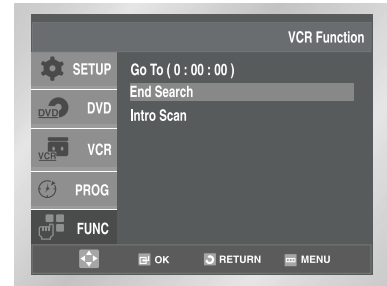 VCR Function
SETUP
DVD DVD
VCR VCR
PROG
FUNC
Go To ( 0 : 00 : 00 )
End Search
Intro Scan
OK RETURN MENU